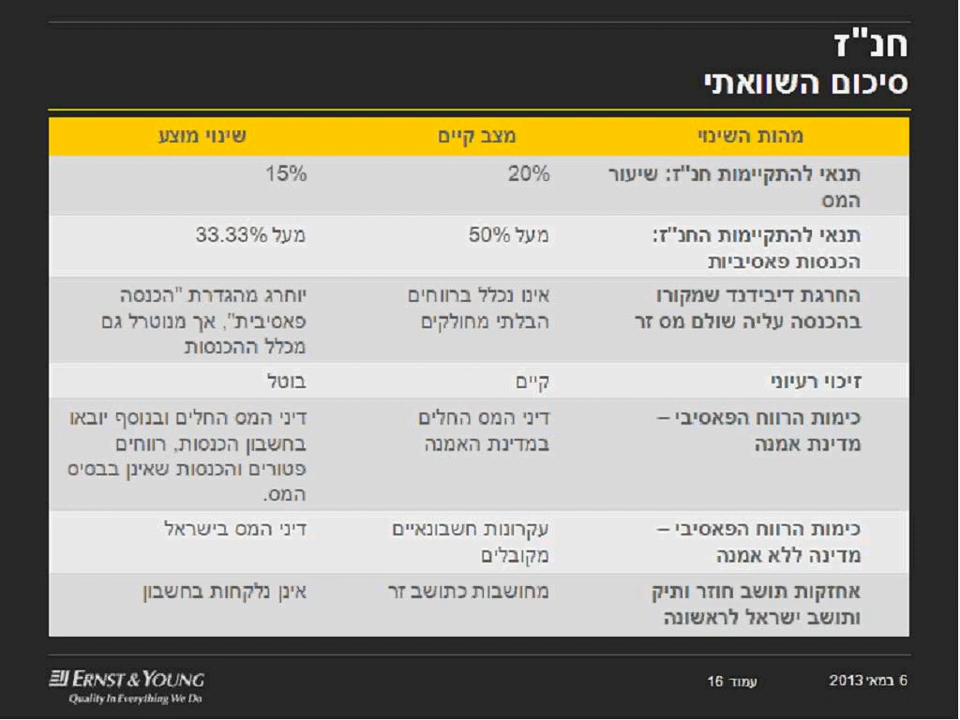 חנ"ז
סיכום השוואתי
מהות השינוי מצב קיים שינוי מוצע
תנאי להתקיימות חנ"ז: שיעור 20% 15%
המס
תנאי להתקיימות החנ"ז: מעל 50% מעל 33.33%
הכנסות פאסיביות
החרגת דיבידנד שמקורו אינו נכלל ברווחים יוחרג מהגדרת "הכנסה
בהכנסה עליה שולם מס זר הבלתי מחולקים פאסיבית", אך מנוטרל גם
מכלל ההכנסות
זיכוי רעיוני קיים בוטל
כימות הרווח הפאסיבי – דיני המס החלים דיני המס החלים ובנוסף יובאו
מדינת אמנה במדינת האמנה בחשבון הכנסות, רווחים
פטורים והכנסות שאינן בבסיס
המס.
כימות הרווח הפאסיבי – עקרונות חשבונאיים דיני המס בישראל
מדינה ללא אמנה מקובלים
אחזקות תושב חוזר ותיק מחושבות כתושב זר אינן נלקחות בחשבון
ותושב ישראל לראשונה
6 במאי 2013 עמוד 16 ERNST & YOUNG
Quality In Everything We Do